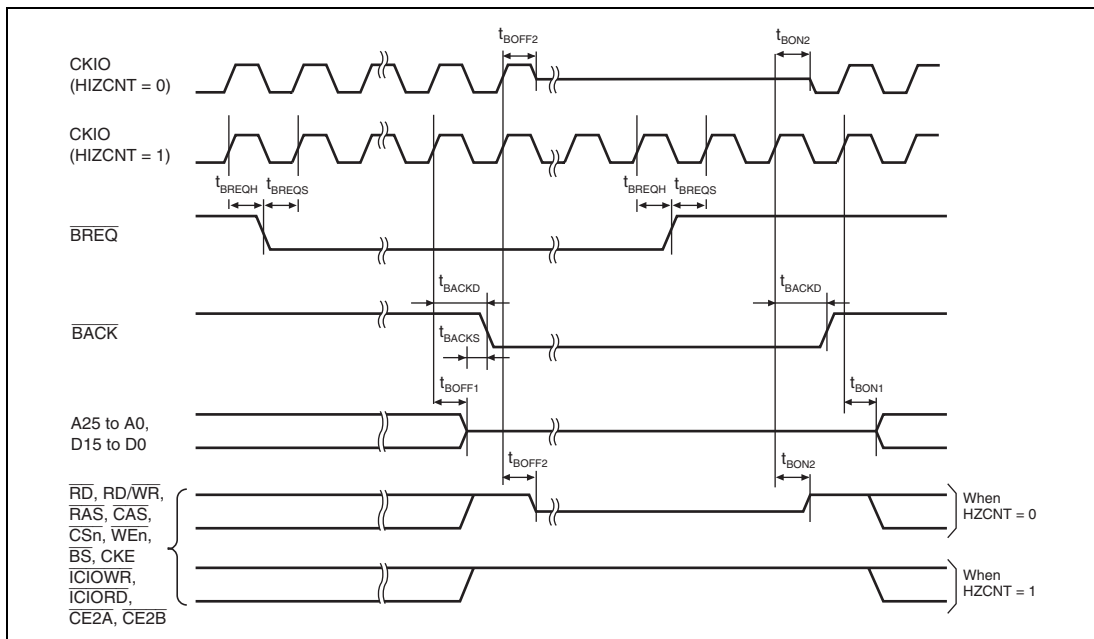 tBOFF2
tBON2
CKIO
(HIZCNT = 0)
CKIO
(HIZCNT = 1)
tBREQH
tBREQS
tBREQH
tBREQS
BREQ
tBACKD
tBACKD
BACK
tBACKS
tBOFF1
tBON1
A25 to A0,
D15 to D0
tBOFF2
tBON2
RD, RD/WR,
RAS, CAS,
CSn, WEn,
BS, CKE
ICIOWR,
ICIORD,
CE2A, CE2B
When
HZCNT = 0
When
HZCNT = 1